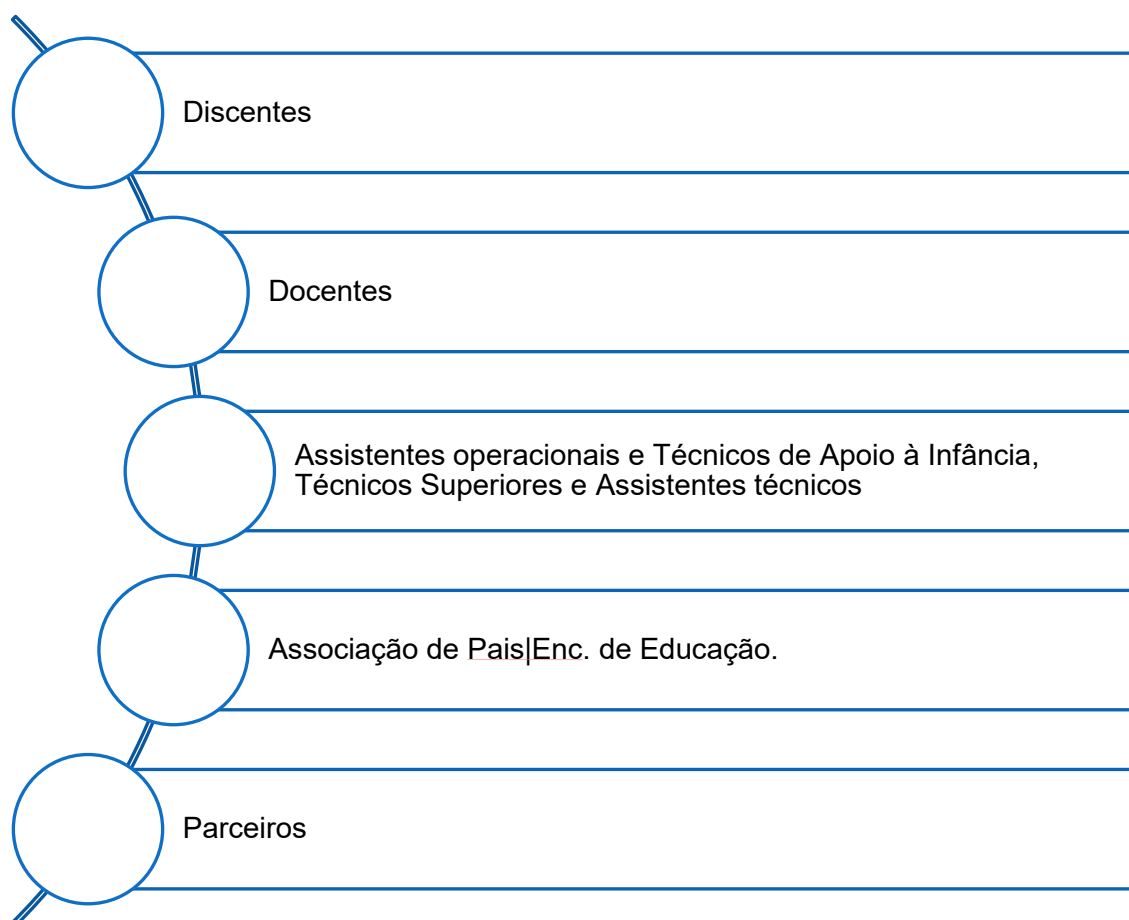 Discentes
Docentes
Assistentes operacionais e Técnicos de Apoio à Infância,
Técnicos Superiores e Assistentes técnicos
Associação de Pais|Enc. de Educação.
Parceiros